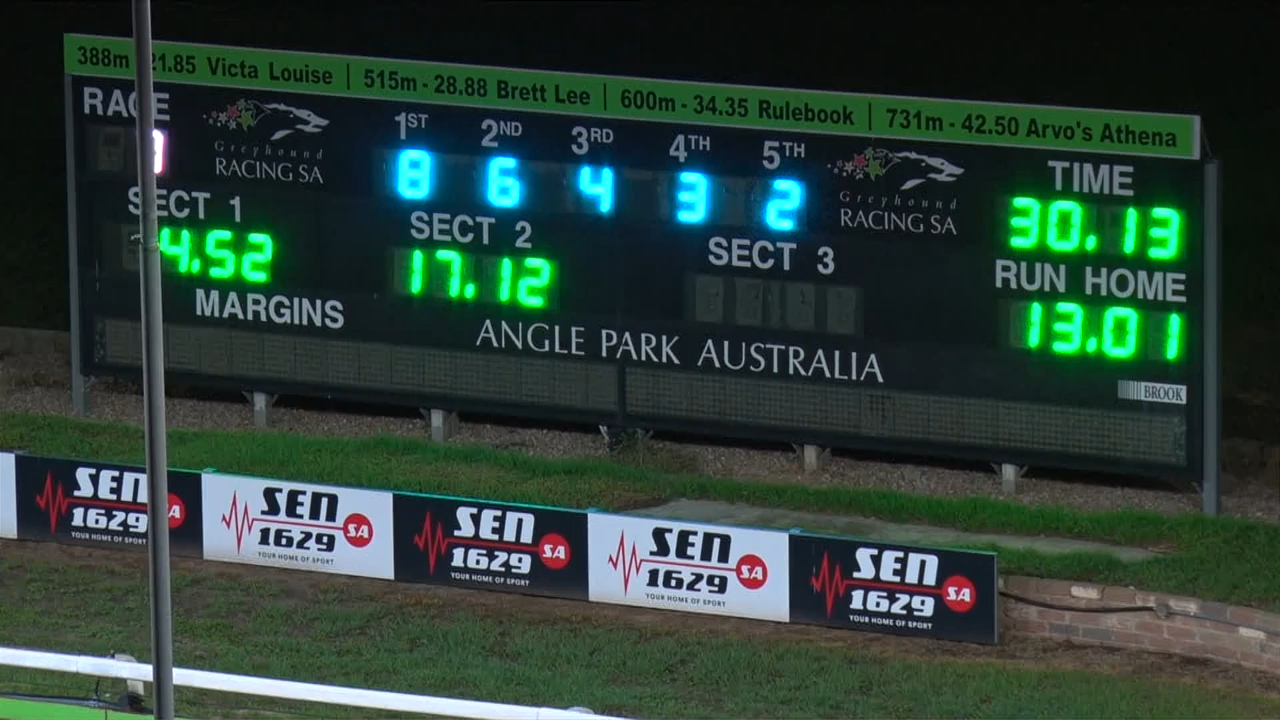 388m 21.85 Victa Louise | 515m - 28.88 Brett Lee | 600m - 34.35 Rulebook | 731m - 42.50 Arvo's Athena
RACE
Greyhound
RACING SA
1ST 2ND 3RD 4TH 5TH
8 6 4 3 2
Greyhound
RACING SA
TIME
30.13
SECT 1
4.52
SECT 2
17.12
SECT 3
RUN HOME
13.01
MARGINS
ANGLE PARK AUSTRALIA
BROOK
SEN
1629 SA
YOUR HOME OF SPORT
SEN
1629 SA
YOUR HOME OF SPORT
SEN
1629 SA
YOUR HOME OF SPORT
SEN
1629 SA
YOUR HOME OF SPORT
SEN
1629 SA
YOUR HOME OF SPORT